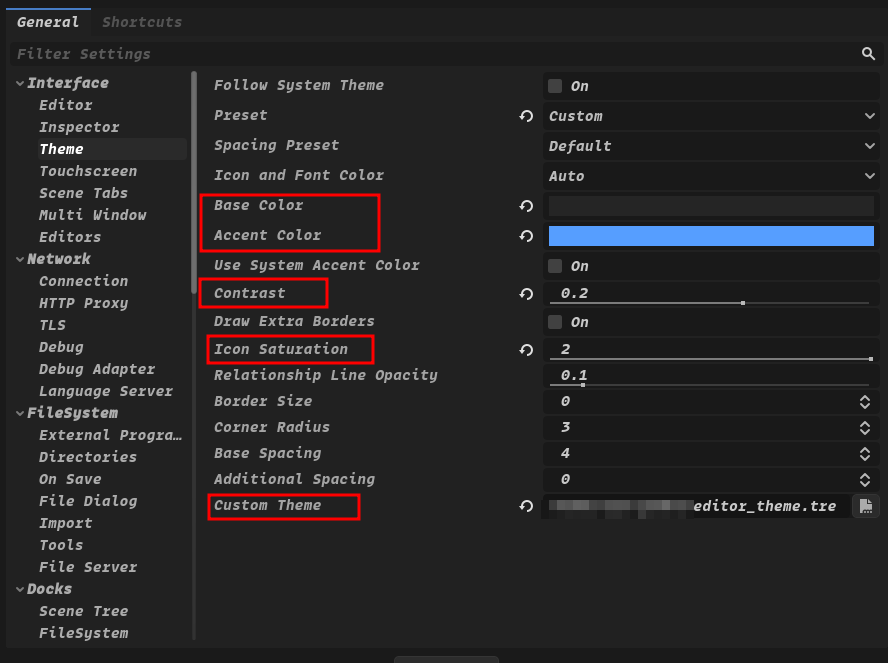 General Shortcuts
Filter Settings
Interface
Editor
Inspector
Theme
Touchscreen
Scene Tabs
Multi Window
Editors
Network
Connection
HTTP Proxy
TLS
Debug
Debug Adapter
Language Server
FileSystem
External Progra…
Directories
On Save
File Dialog
Import
Tools
File Server
Docks
Scene Tree
FileSystem
Follow System Theme On
Preset Custom
Spacing Preset Default
Icon and Font Color Auto
Base Color
Accent Color
Use System Accent Color On
Contrast 0.2
Draw Extra Borders On
Icon Saturation 2
Relationship Line Opacity 0.1
Border Size 0
Corner Radius 3
Base Spacing 4
Additional Spacing 0
Custom Theme editor_theme.tre